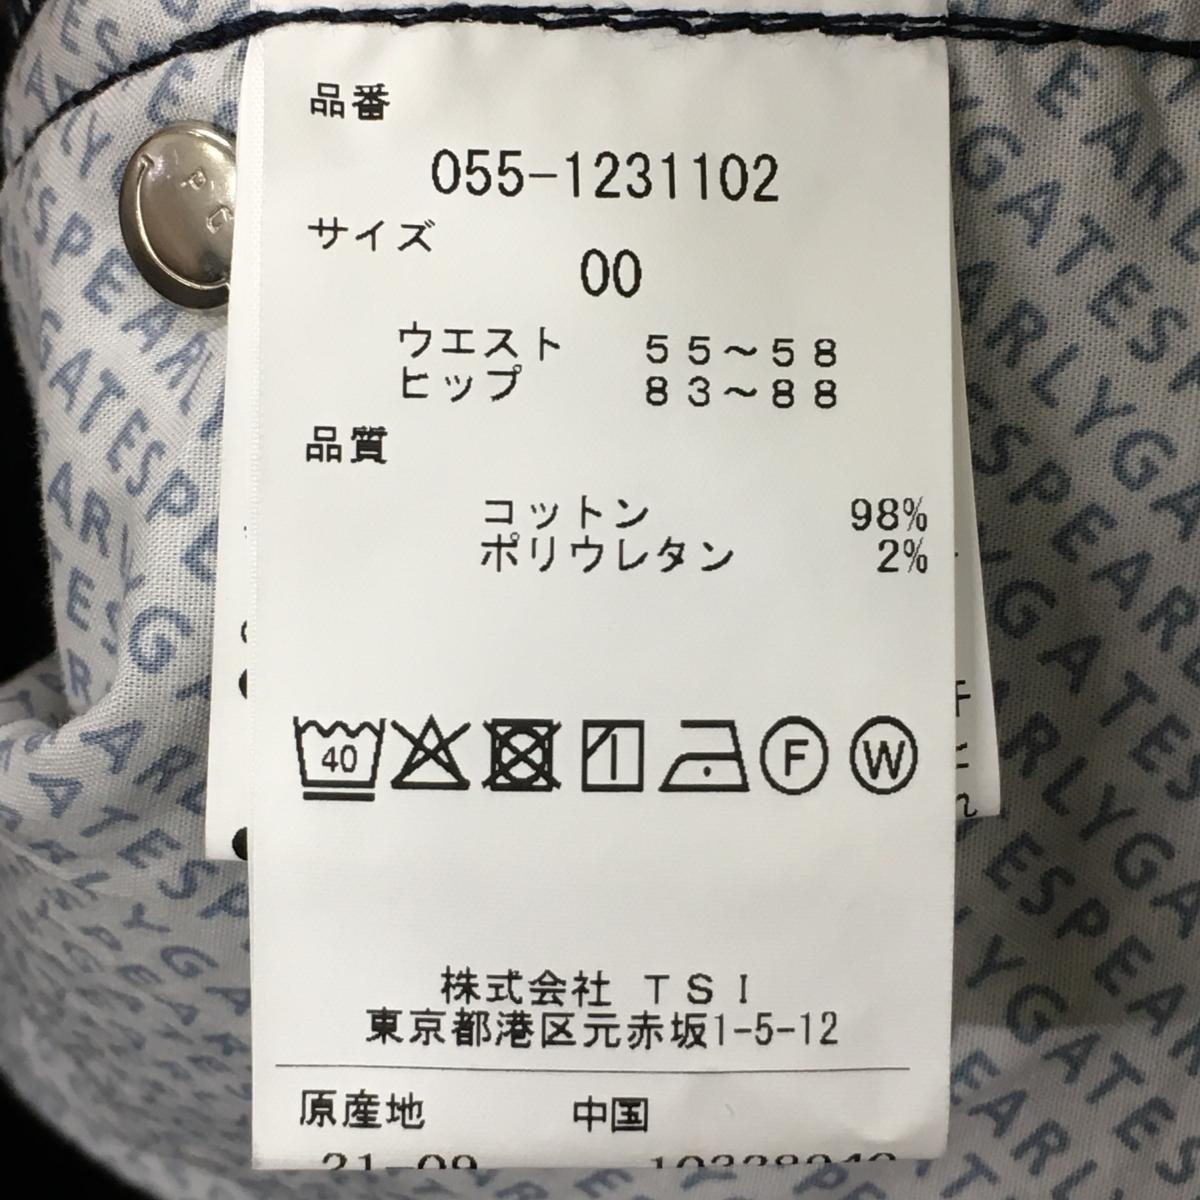 品番
055-1231102
サイズ
00
ウエスト 55～58
ヒップ 83～88
品質
コットン 98%
ポリウレタン 2%
40 F W
株式会社 TSI
東京都港区元赤坂1-5-12
原産地 中国
PEARLYGATES